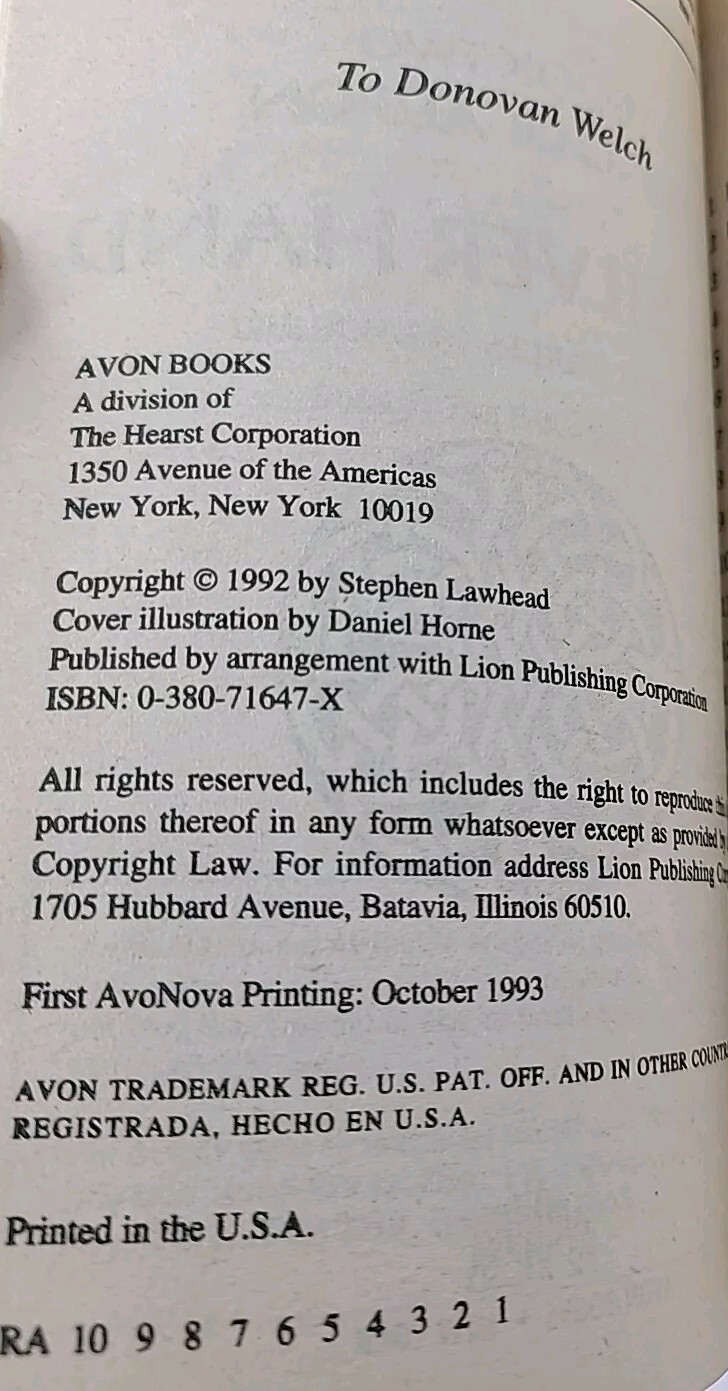 To Donovan Welch
AVON BOOKS
A division of
The Hearst Corporation
1350 Avenue of the Americas
New York, New York 10019
Copyright © 1992 by Stephen Lawhead
Cover illustration by Daniel Horne
Published by arrangement with Lion Publishing Corporation
ISBN: 0-380-71647-X
All rights reserved, which includes the right to reproduce
portions thereof in any form whatsoever except as provided
Copyright Law. For information address Lion Publishing
1705 Hubbard Avenue, Batavia, Illinois 60510.
First AvoNova Printing: October 1993
AVON TRADEMARK REG. U.S. PAT. OFF. AND IN OTHER
REGISTRADA, HECHO EN U.S.A.
Printed in the U.S.A.
RA 10 9 8 7 6 5 4 3 2 1